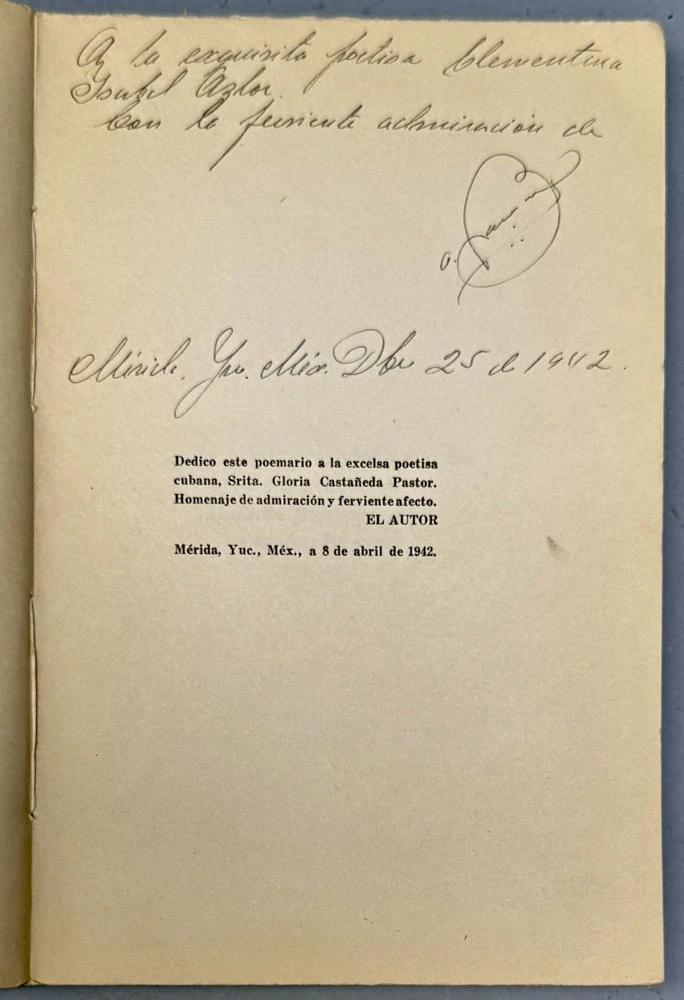 A la exquisita poetisa Clementina
Isabel Azlor.
Con la ferviente admiración de
Mérida, Yuc. Méx. Dbe 25 de 1942.
Dedico este poemario a la excelsa poetisa
cubana, Srita. Gloria Castañeda Pastor.
Homenaje de admiración y ferviente afecto.
EL AUTOR
Mérida, Yuc., Méx., a 8 de abril de 1942.